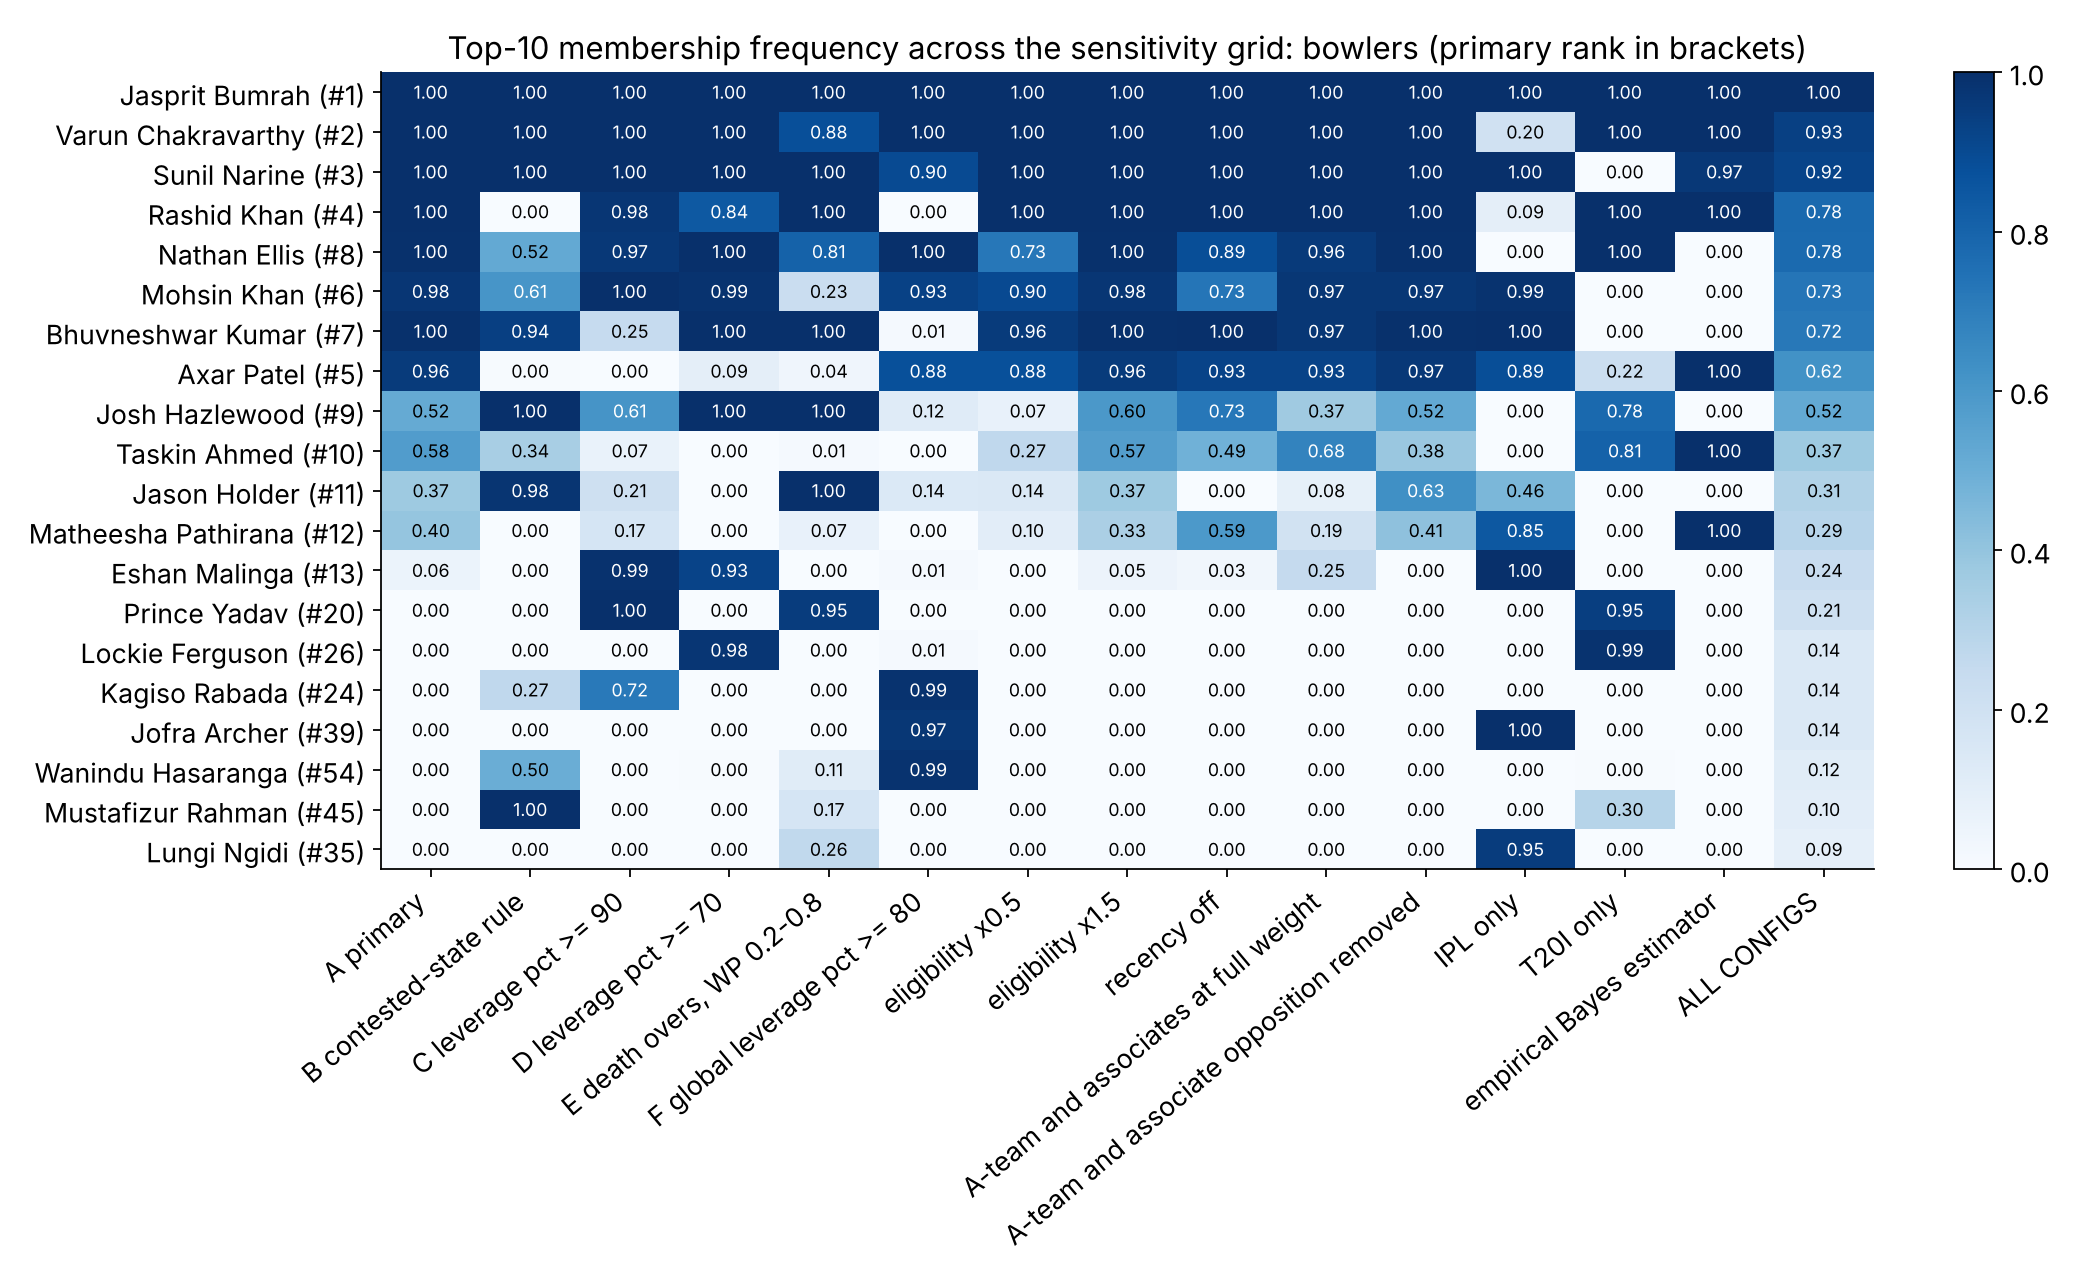 Top-10 membership frequency across the sensitivity grid: bowlers (primary rank in brackets)
Jasprit Bumrah (#1) 1.00 1.00 1.00 1.00 1.00 1.00 1.00 1.00 1.00 1.00 1.00 1.00 1.00 1.00 1.00
Varun Chakravarthy (#2) 1.00 1.00 1.00 1.00 0.88 1.00 1.00 1.00 1.00 1.00 1.00 0.20 1.00 1.00 0.93
Sunil Narine (#3) 1.00 1.00 1.00 1.00 1.00 0.90 1.00 1.00 1.00 1.00 1.00 1.00 0.00 0.97 0.92
Rashid Khan (#4) 1.00 0.00 0.98 0.84 1.00 0.00 1.00 1.00 1.00 1.00 1.00 0.09 1.00 1.00 0.78
Nathan Ellis (#8) 1.00 0.52 0.97 1.00 0.81 1.00 0.73 1.00 0.89 0.96 1.00 0.00 1.00 0.00 0.78
Mohsin Khan (#6) 0.98 0.61 1.00 0.99 0.23 0.93 0.90 0.98 0.73 0.97 0.97 0.99 0.00 0.00 0.73
Bhuvneshwar Kumar (#7) 1.00 0.94 0.25 1.00 1.00 0.01 0.96 1.00 1.00 0.97 1.00 1.00 0.00 0.00 0.72
Axar Patel (#5) 0.96 0.00 0.00 0.09 0.04 0.88 0.88 0.96 0.93 0.93 0.97 0.89 0.22 1.00 0.62
Josh Hazlewood (#9) 0.52 1.00 0.61 1.00 1.00 0.12 0.07 0.60 0.73 0.37 0.52 0.00 0.78 0.00 0.52
Taskin Ahmed (#10) 0.58 0.34 0.07 0.00 0.01 0.00 0.27 0.57 0.49 0.68 0.38 0.00 0.81 1.00 0.37
Jason Holder (#11) 0.37 0.98 0.21 0.00 1.00 0.14 0.14 0.37 0.00 0.08 0.63 0.46 0.00 0.00 0.31
Matheesha Pathirana (#12) 0.40 0.00 0.17 0.00 0.07 0.00 0.10 0.33 0.59 0.19 0.41 0.85 0.00 1.00 0.29
Eshan Malinga (#13) 0.06 0.00 0.99 0.93 0.00 0.01 0.00 0.05 0.03 0.25 0.00 1.00 0.00 0.00 0.24
Prince Yadav (#20) 0.00 0.00 1.00 0.00 0.95 0.00 0.00 0.00 0.00 0.00 0.00 0.00 0.95 0.00 0.21
Lockie Ferguson (#26) 0.00 0.00 0.00 0.98 0.00 0.01 0.00 0.00 0.00 0.00 0.00 0.00 0.99 0.00 0.14
Kagiso Rabada (#24) 0.00 0.27 0.72 0.00 0.00 0.99 0.00 0.00 0.00 0.00 0.00 0.00 0.00 0.00 0.14
Jofra Archer (#39) 0.00 0.00 0.00 0.00 0.00 0.97 0.00 0.00 0.00 0.00 0.00 1.00 0.00 0.00 0.14
Wanindu Hasaranga (#54) 0.00 0.50 0.00 0.00 0.11 0.99 0.00 0.00 0.00 0.00 0.00 0.00 0.00 0.00 0.12
Mustafizur Rahman (#45) 0.00 1.00 0.00 0.00 0.17 0.00 0.00 0.00 0.00 0.00 0.00 0.00 0.30 0.00 0.10
Lungi Ngidi (#35) 0.00 0.00 0.00 0.00 0.26 0.00 0.00 0.00 0.00 0.00 0.00 0.95 0.00 0.00 0.09
A primary
B contested-state rule
C leverage pct >= 90
D leverage pct >= 70
E death overs, WP 0.2-0.8
F global leverage pct >= 80
eligibility x0.5
eligibility x1.5
recency off
A-team and associates at full weight
A-team and associate opposition removed
IPL only
T20I only
empirical Bayes estimator
ALL CONFIGS
1.0
0.8
0.6
0.4
0.2
0.0